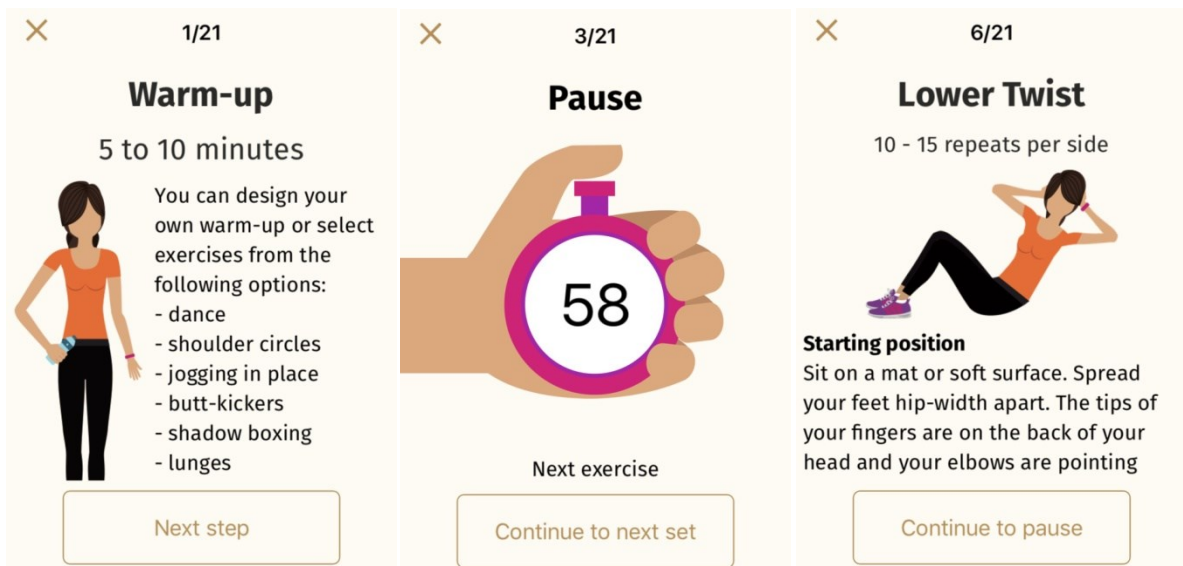 1/21
Warm-up
5 to 10 minutes
You can design your
own warm-up or select
exercises from the
following options:
- dance
- shoulder circles
- jogging in place
- butt-kickers
- shadow boxing
- lunges
Next step
3/21
Pause
58
Next exercise
Continue to next set
6/21
Lower Twist
10 - 15 repeats per side
Starting position
Sit on a mat or soft surface. Spread
your feet hip-width apart. The tips of
your fingers are on the back of your
head and your elbows are pointing
Continue to pause